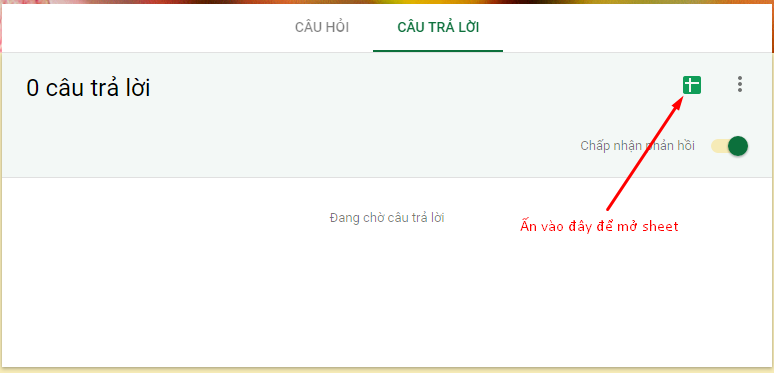 CÂU HỎI CÂU TRẢ LỜI
0 câu trả lời
Chấp nhận phản hồi
Đang chờ câu trả lời
Ấn vào đây để mở sheet